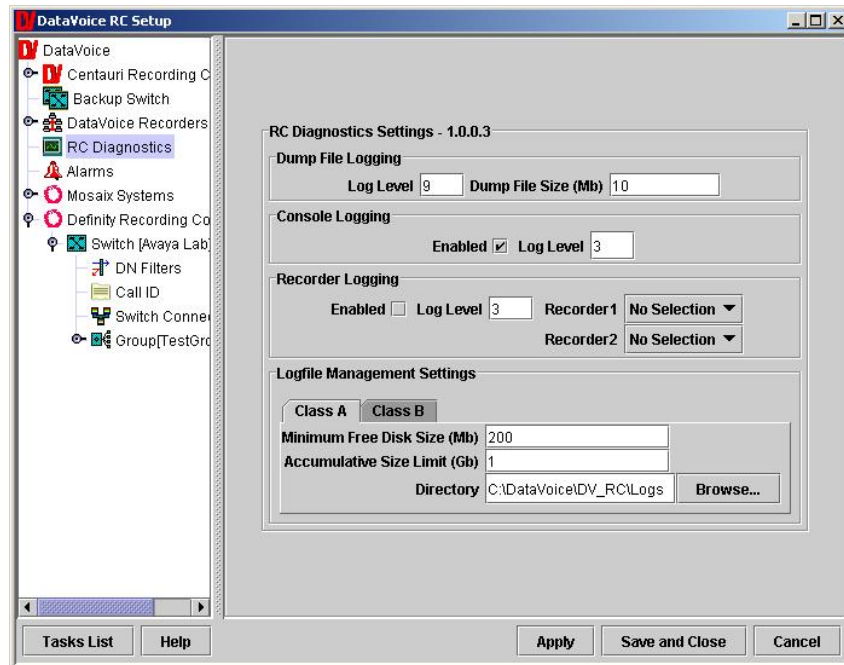 DataVoice RC Setup
DataVoice
Centauri Recording C
Backup Switch
DataVoice Recorders
RC Diagnostics
Alarms
Mosaix Systems
Definity Recording Co
Switch [Avaya Lab]
DN Filters
Call ID
Switch Conne
Group[TestGro
RC Diagnostics Settings - 1.0.0.3
Dump File Logging
Log Level 9 Dump File Size (Mb) 10
Console Logging
Enabled Log Level 3
Recorder Logging
Enabled Log Level 3 Recorder1 No Selection
Recorder2 No Selection
Logfile Management Settings
Class A Class B
Minimum Free Disk Size (Mb) 200
Accumulative Size Limit (Gb) 1
Directory C:\DataVoice\DV_RC\Logs Browse...
Tasks List Help Apply Save and Close Cancel